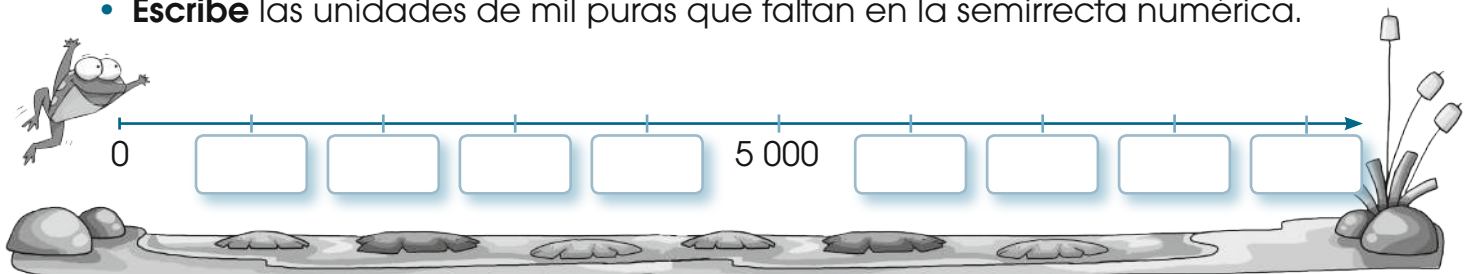 • Escribe las unidades de mil puras que faltan en la semirrecta numérica.
0 5 000